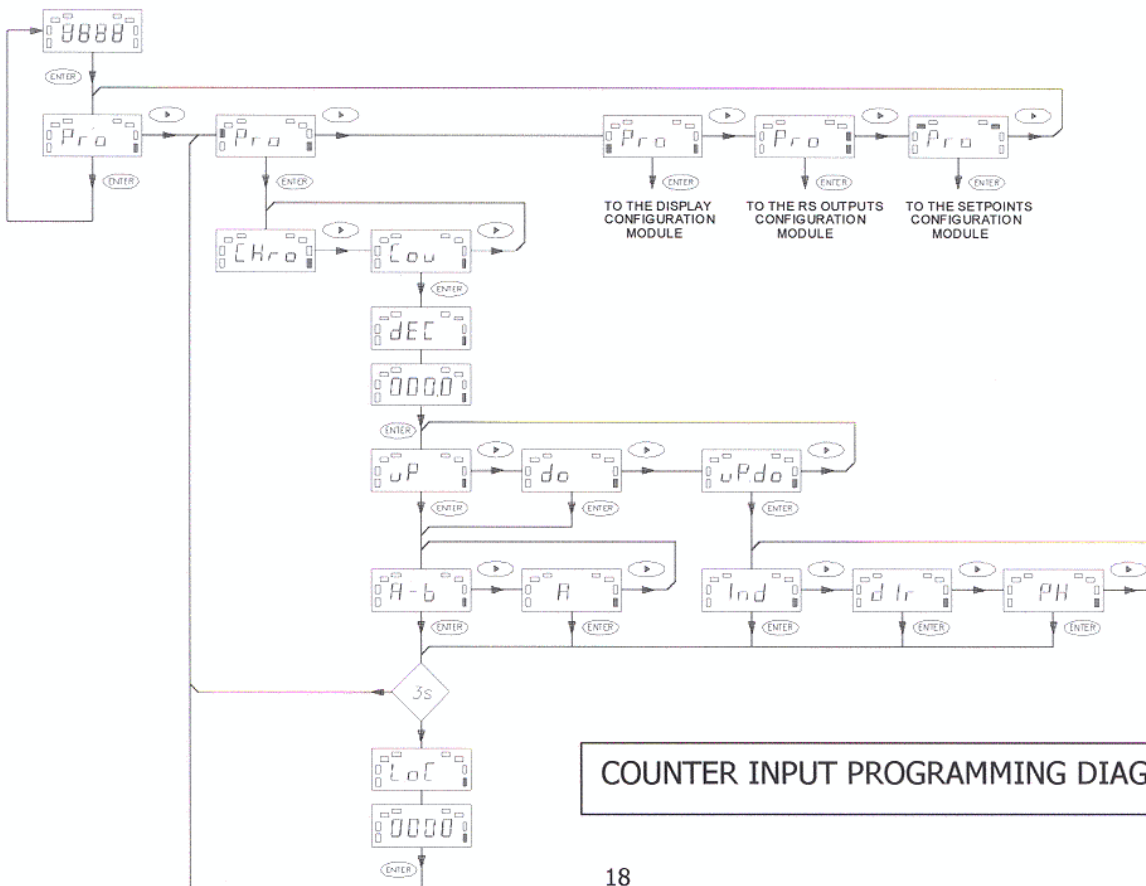 8888
ENTER
Pro
Pro
Pro
Pro
Pro
ENTER
ENTER
ENTER
ENTER
ENTER
TO THE DISPLAY
CONFIGURATION
MODULE
TO THE RS OUTPUTS
CONFIGURATION
MODULE
TO THE SETPOINTS
CONFIGURATION
MODULE
CHro
Cou
ENTER
dEC
000.0
ENTER
uP
do
uP.do
ENTER
ENTER
ENTER
A-b
A
Ind
dIr
PH
ENTER
ENTER
ENTER
ENTER
ENTER
3s
LoC
0000
ENTER
COUNTER INPUT PROGRAMMING DIAG
18